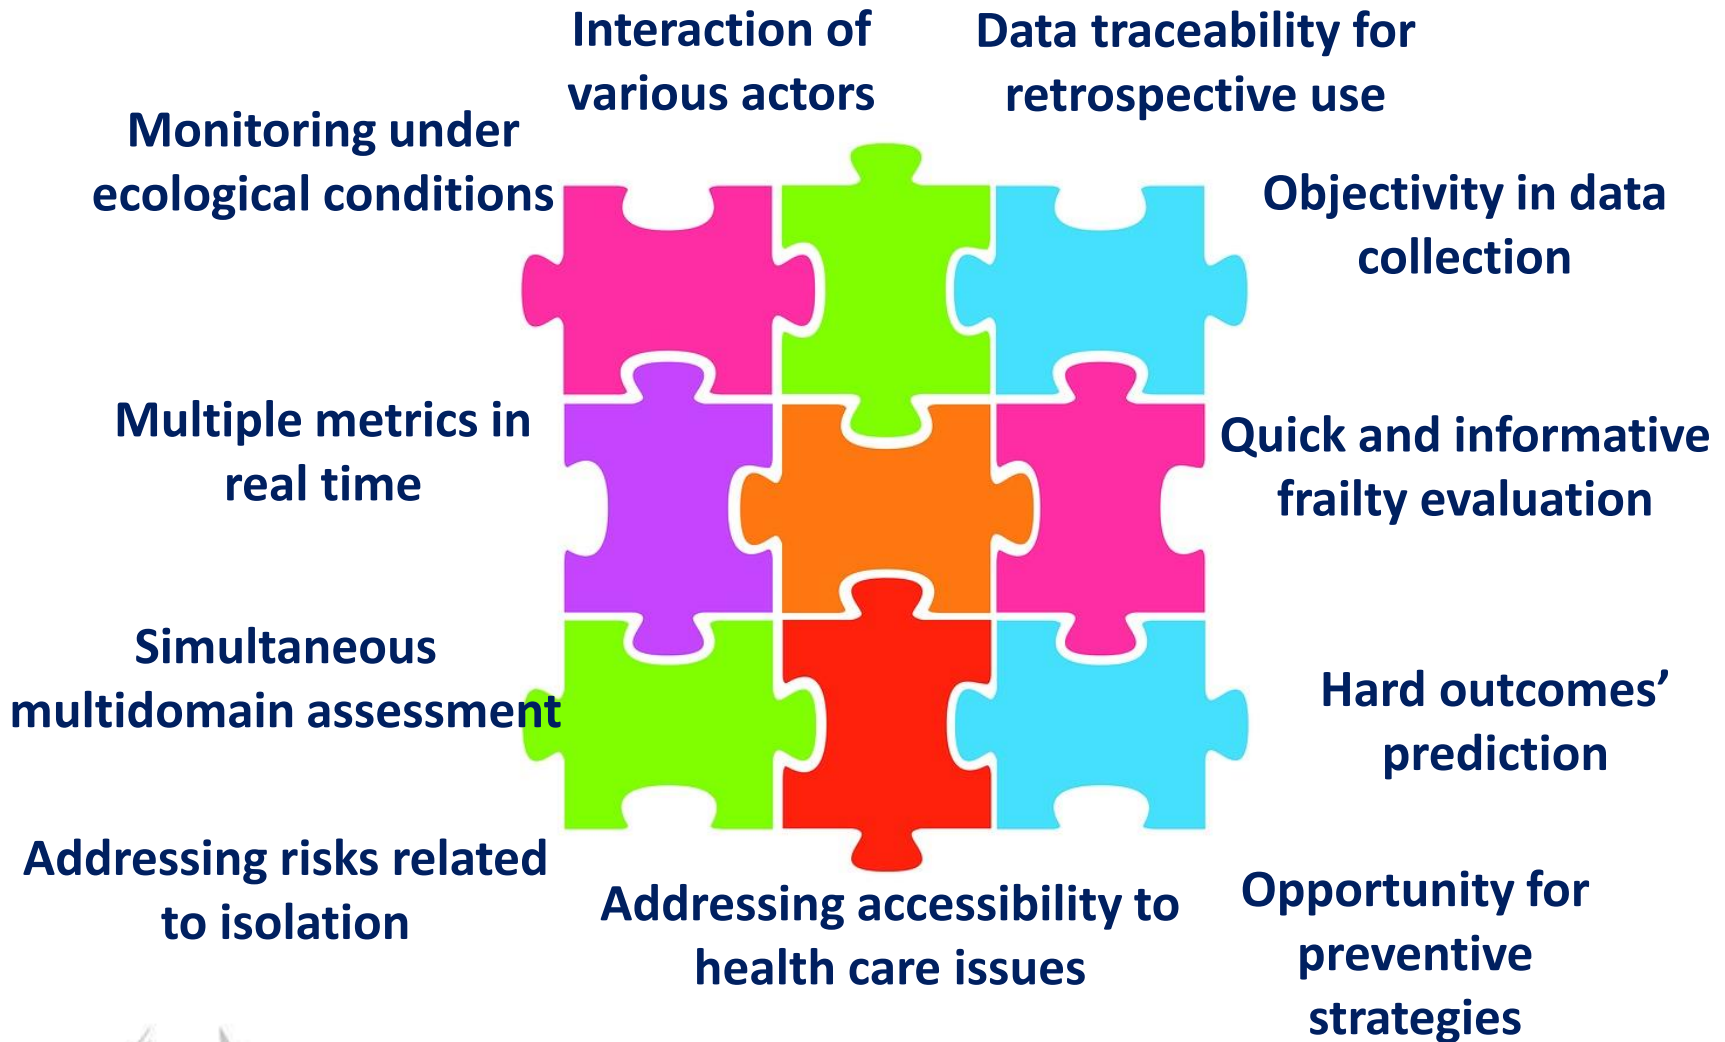 Interaction of
various actors
Data traceability for
retrospective use
Monitoring under
ecological conditions
Objectivity in data
collection
Multiple metrics in
real time
Quick and informative
frailty evaluation
Simultaneous
multidomain assessment
Hard outcomes’
prediction
Addressing risks related
to isolation
Addressing accessibility to
health care issues
Opportunity for
preventive
strategies